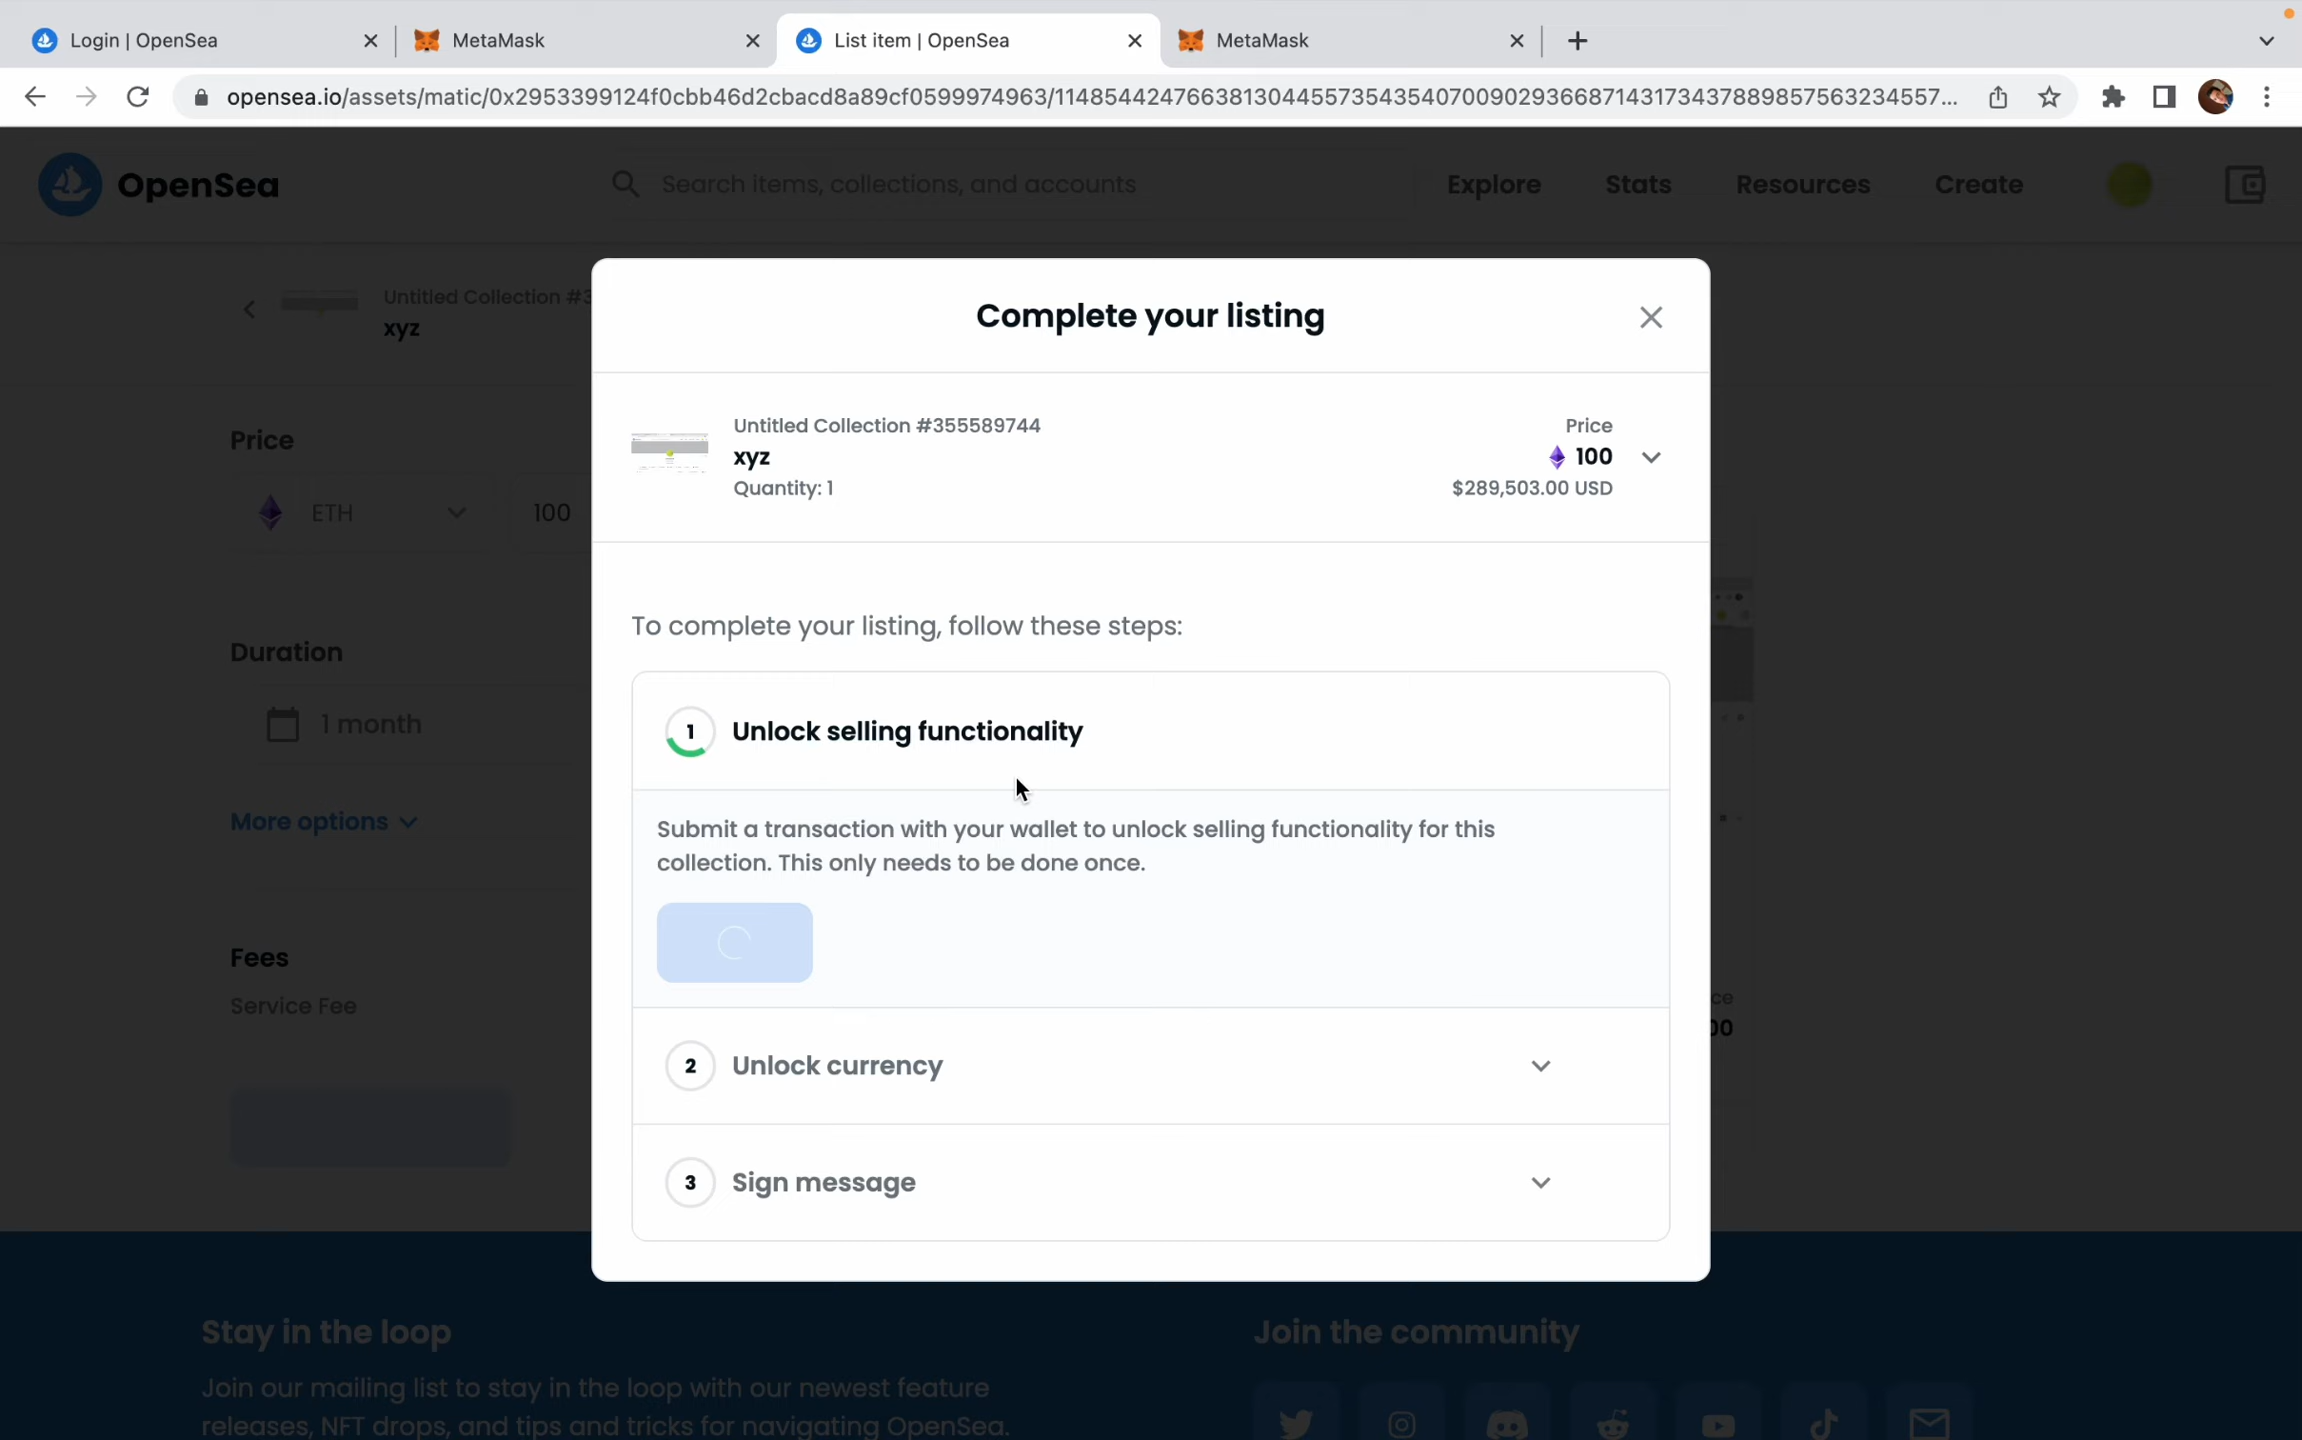 Login | OpenSea
MetaMask
List item | OpenSea
MetaMask
opensea.io/assets/matic/0x2953399124f0cbb46d2cbacd8a89cf0599974963/114854424766381304455735435407009029366871431734378898575632345 57...
OpenSea
Search items, collections, and accounts
Explore
Stats
Resources
Create
Untitled Collection #3
xyz
Complete your listing
Untitled Collection #355589744
xyz
Quantity: 1
Price
100
$289,503.00 USD
Price
ETH
100
To complete your listing, follow these steps:
Duration
1 month
More options
1 Unlock selling functionality
Submit a transaction with your wallet to unlock selling functionality for this
collection. This only needs to be done once.
Fees
Service Fee
2 Unlock currency
3 Sign message
Stay in the loop
Join our mailing list to stay in the loop with our newest feature
releases, NFT drops, and tips and tricks for navigating OpenSea.
Join the community